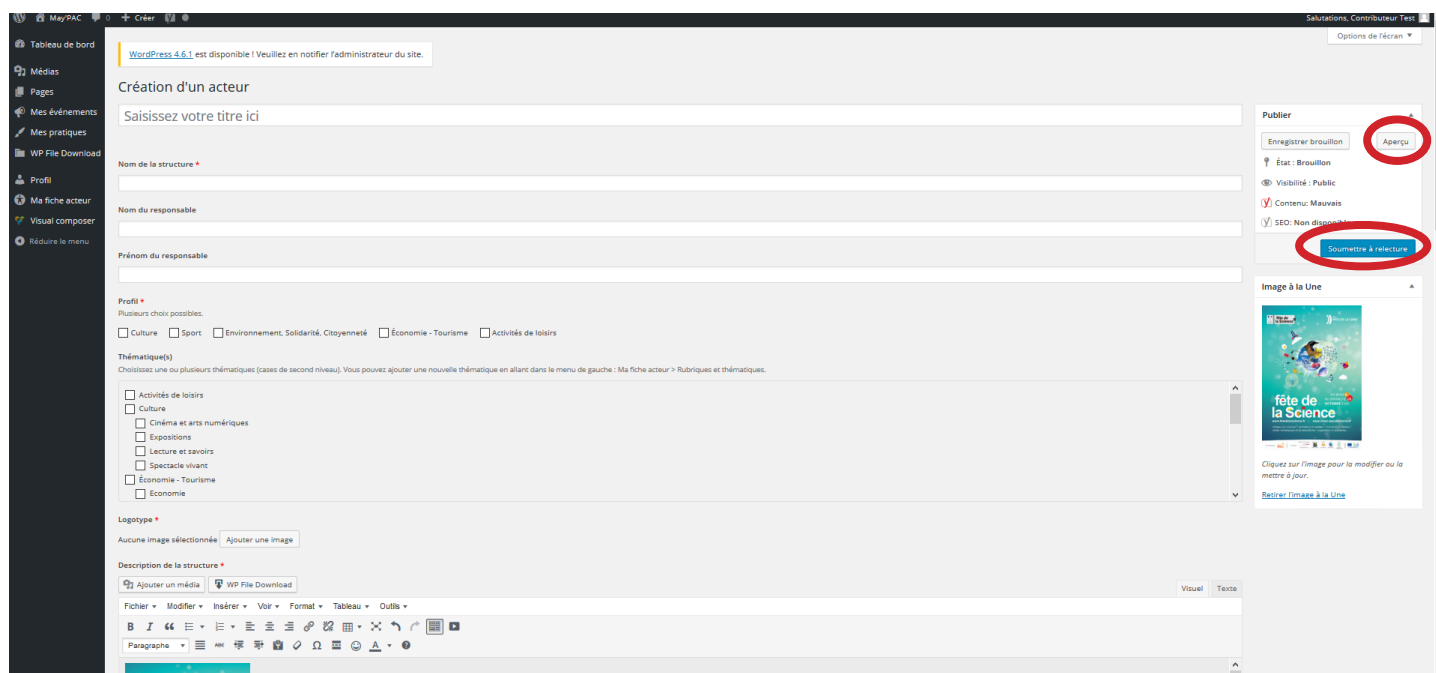 May'PAC 0 + Créer
Salutations, Contributeur Test
Options de l'écran ▼
Tableau de bord
Médias
Pages
Mes événements
Mes pratiques
WP File Download
Profil
Ma fiche acteur
Visual composer
Réduire le menu
WordPress 4.6.1 est disponible ! Veuillez en notifier l'administrateur du site.
Création d'un acteur
Saisissez votre titre ici
Nom de la structure *
Nom du responsable
Prénom du responsable
Profil *
Plusieurs choix possibles.
Culture Sport Environnement, Solidarité, Citoyenneté Économie - Tourisme Activités de loisirs
Thématique(s)
Choisissez une ou plusieurs thématiques (cases de second niveau). Vous pouvez ajouter une nouvelle thématique en allant dans le menu de gauche : Ma fiche acteur > Rubriques et thématiques.
Activités de loisirs
Culture
Cinéma et arts numériques
Expositions
Lecture et savoirs
Spectacle vivant
Économie - Tourisme
Economie
Logotype *
Aucune image sélectionnée Ajouter une image
Description de la structure *
Ajouter un média WP File Download
Visuel Texte
Fichier Modifier Insérer Voir Format Tableau Outils
Paragraphe
Publier
Enregistrer brouillon Aperçu
État : Brouillon
Visibilité : Public
Contenu: Mauvais
SEO: Non disponible
Soumettre à relecture
Image à la Une
fête de
la Science
Cliquez sur l'image pour la modifier ou la
mettre à jour.
Retirer l'image à la Une